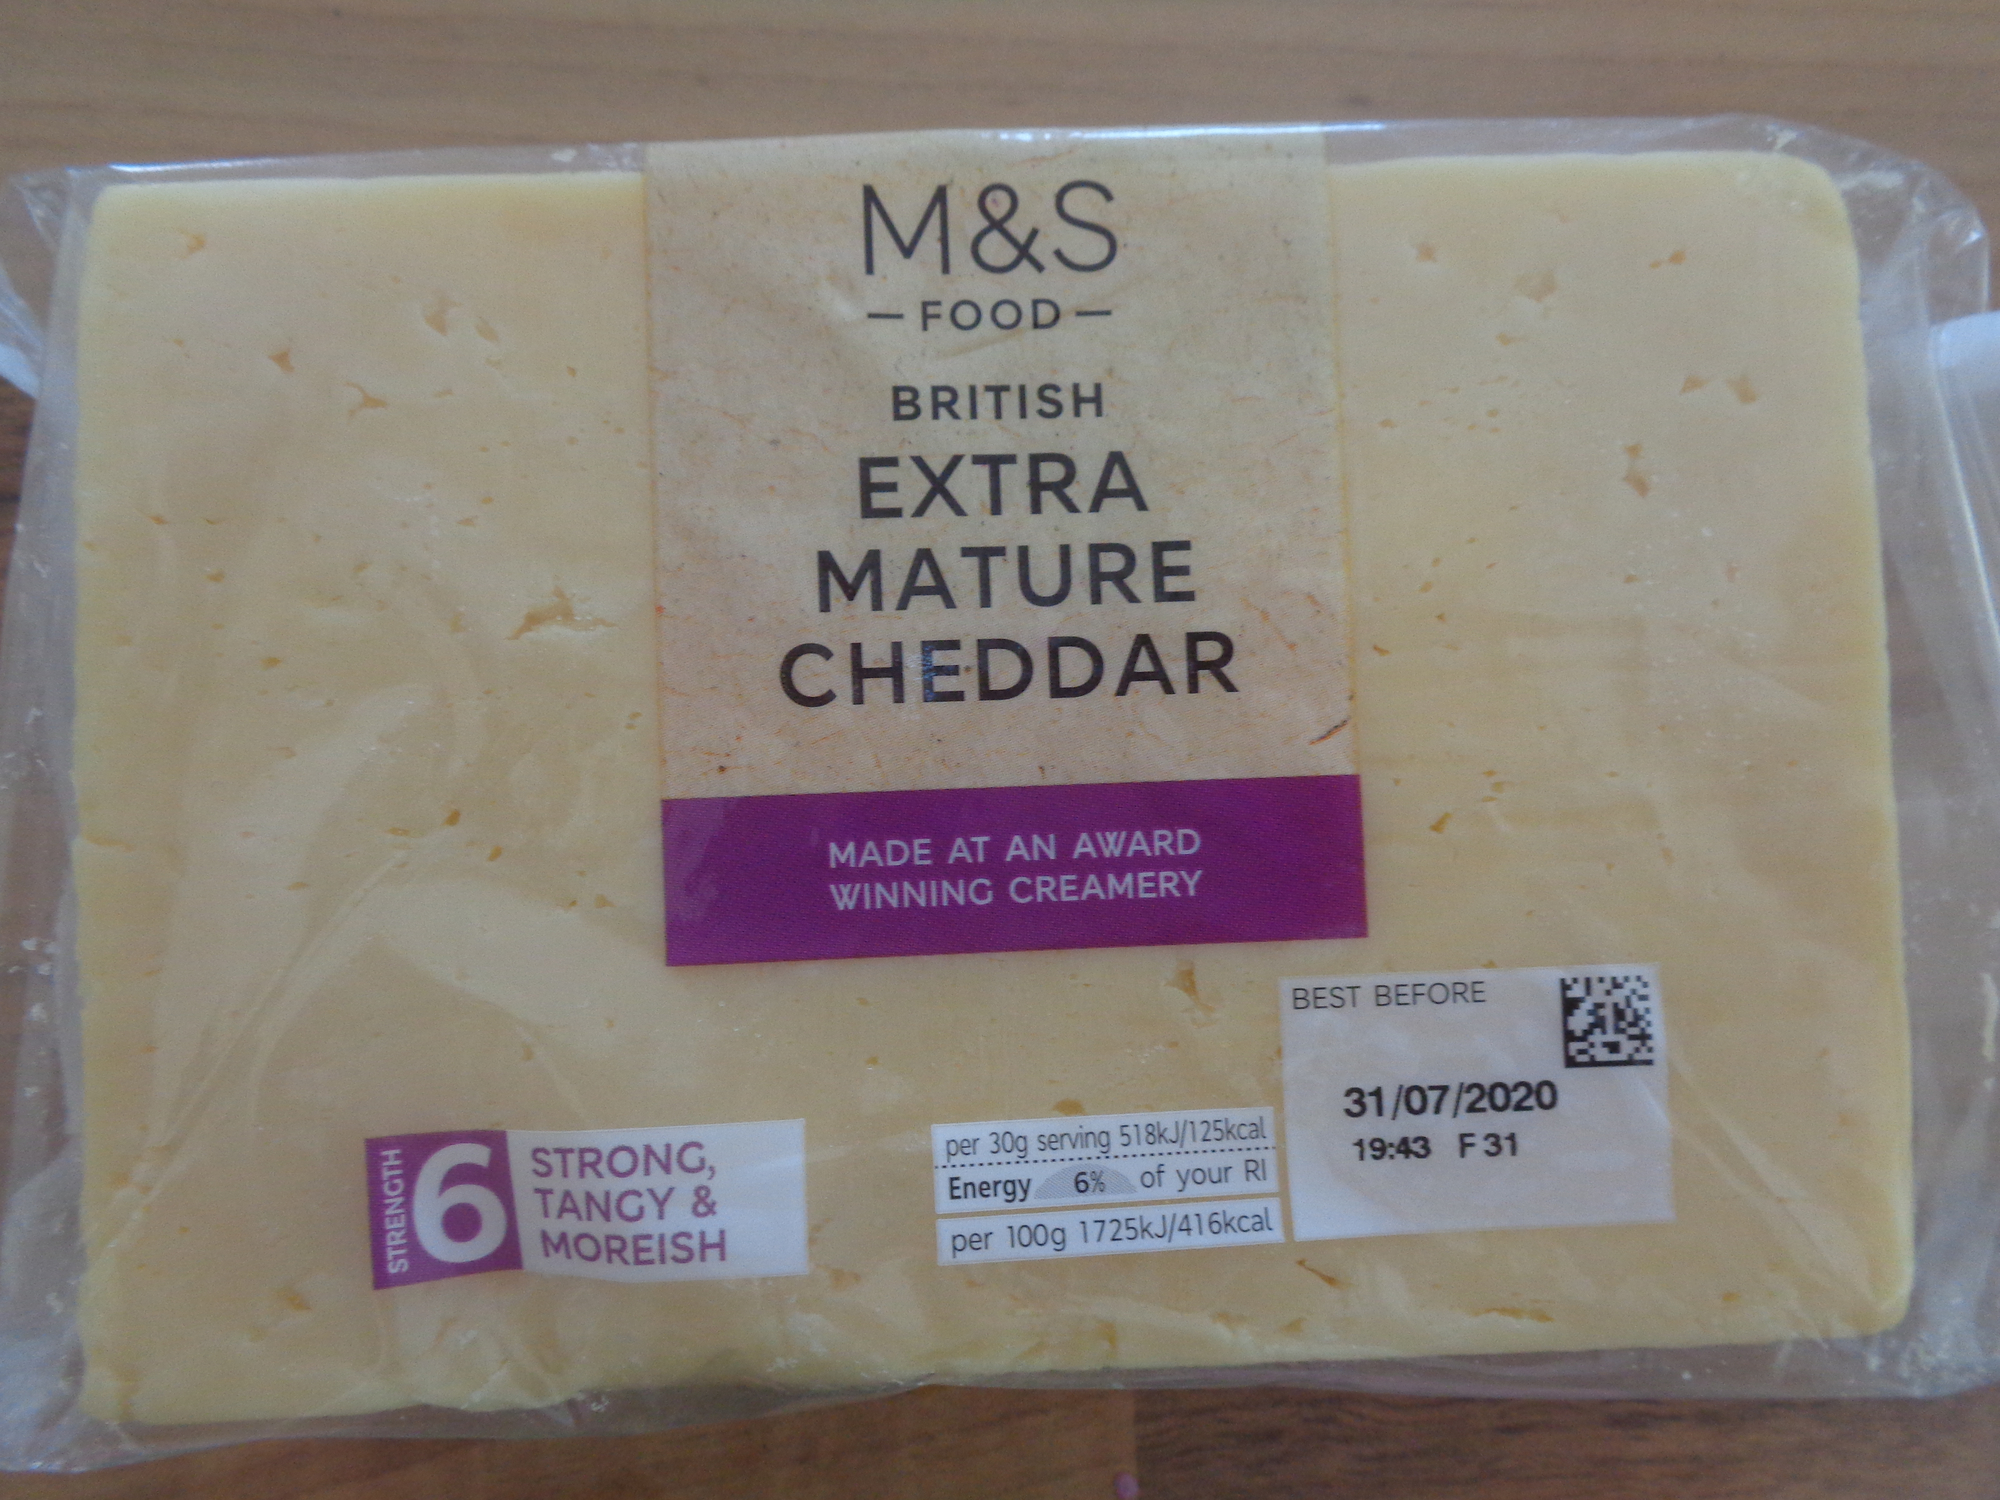 M&S
— FOOD —
BRITISH
EXTRA
MATURE
CHEDDAR
MADE AT AN AWARD
WINNING CREAMERY
BEST BEFORE
31/07/2020
19:43 F 31
STRENGTH
6
STRONG,
TANGY &
MOREISH
per 30g serving 518kJ/125kcal
Energy 6% of your RI
per 100g 1725kJ/416kcal